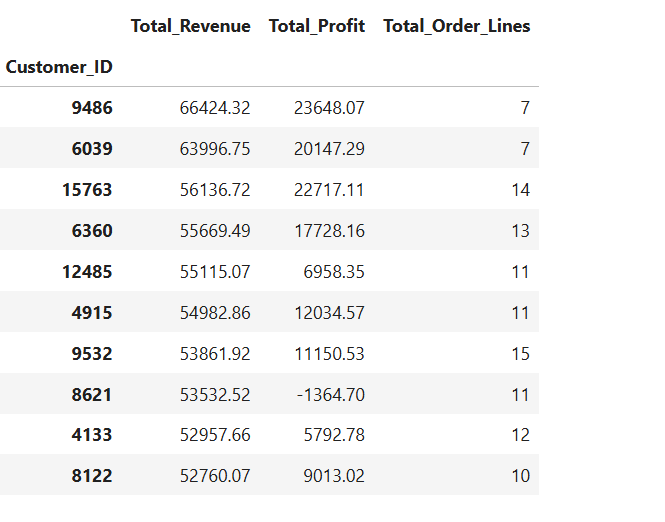 Total_Revenue Total_Profit Total_Order_Lines
Customer_ID
9486 66424.32 23648.07 7
6039 63996.75 20147.29 7
15763 56136.72 22717.11 14
6360 55669.49 17728.16 13
12485 55115.07 6958.35 11
4915 54982.86 12034.57 11
9532 53861.92 11150.53 15
8621 53532.52 -1364.70 11
4133 52957.66 5792.78 12
8122 52760.07 9013.02 10